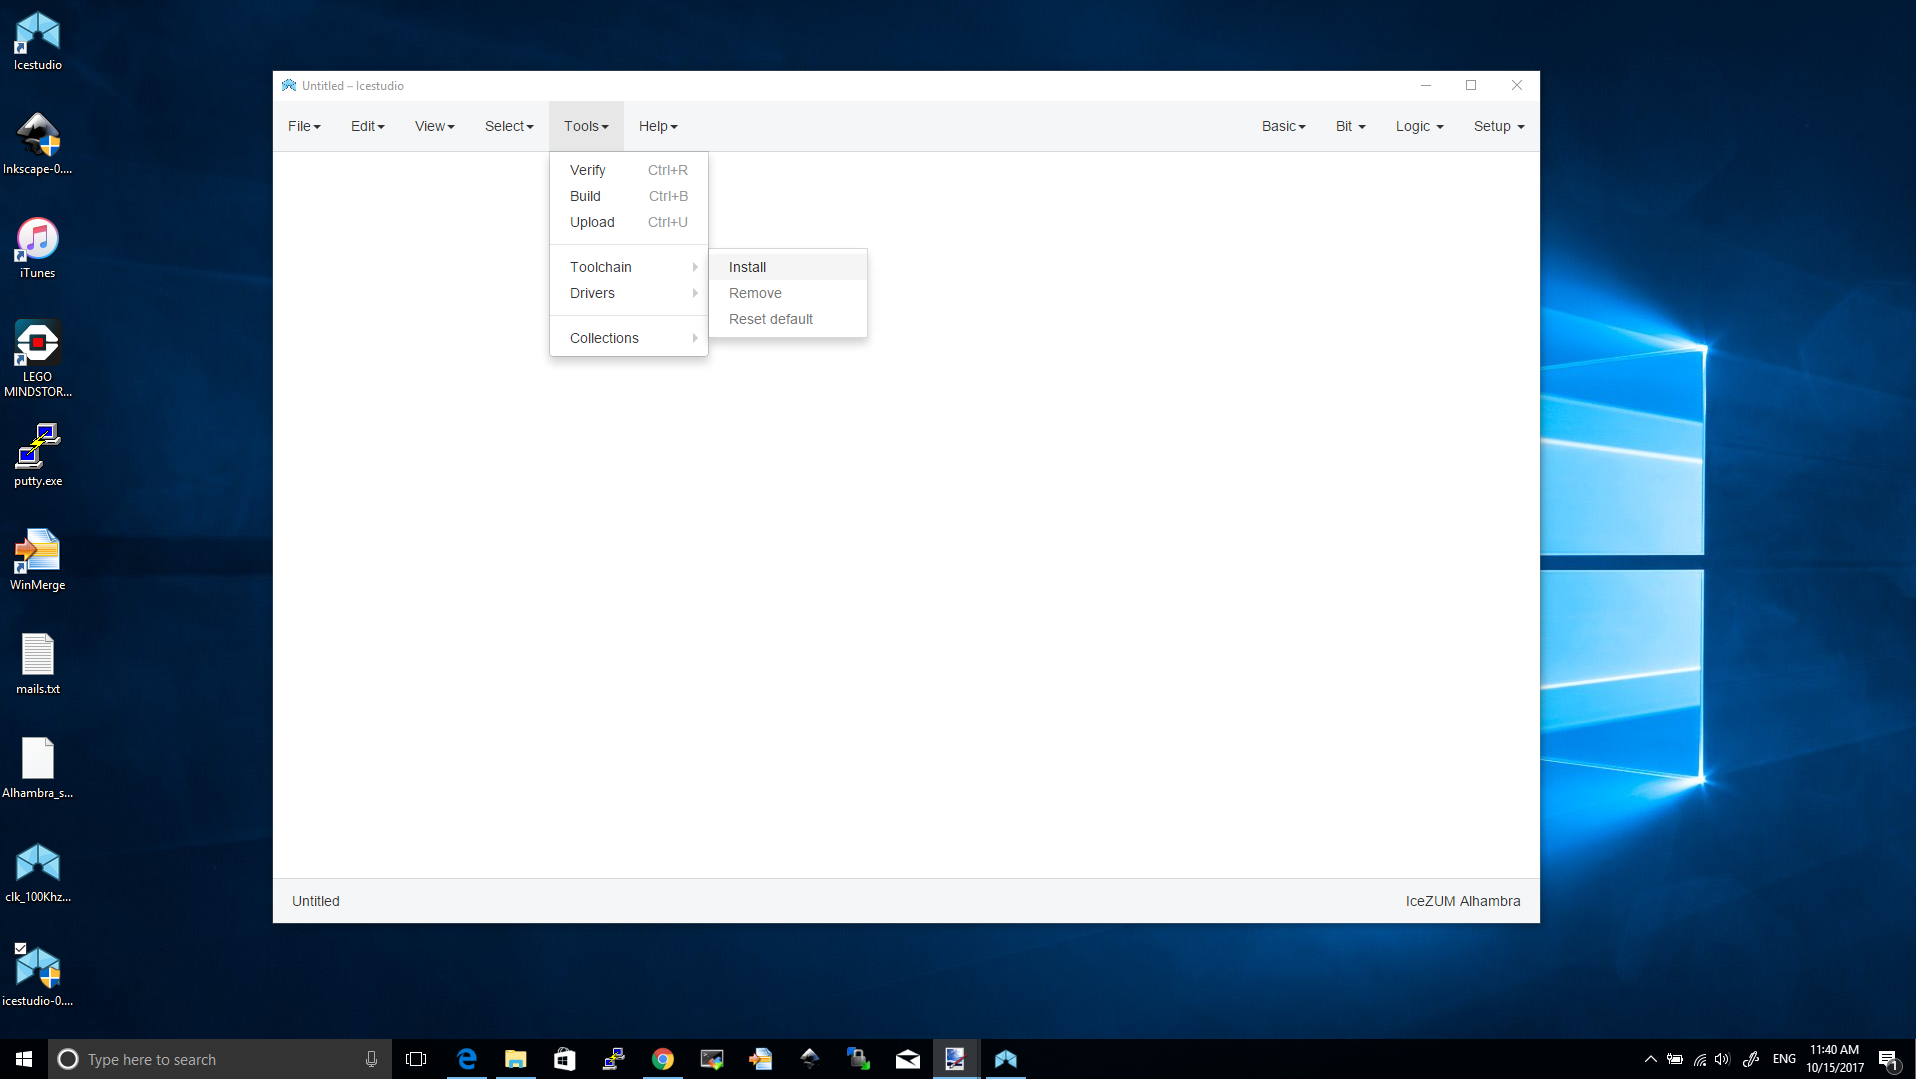 Icestudio
Inkscape-0....
iTunes
LEGO
MINDSTOR...
putty.exe
WinMerge
mails.txt
Alhambra_s...
clk_100Khz...
icestudio-0....
Untitled – Icestudio
File Edit View Select Tools Help Basic Bit Logic Setup
Verify Ctrl+R
Build Ctrl+B
Upload Ctrl+U
Toolchain
Drivers
Collections
Install
Remove
Reset default
Untitled IceZUM Alhambra
Type here to search
ENG
11:40 AM
10/15/2017
1